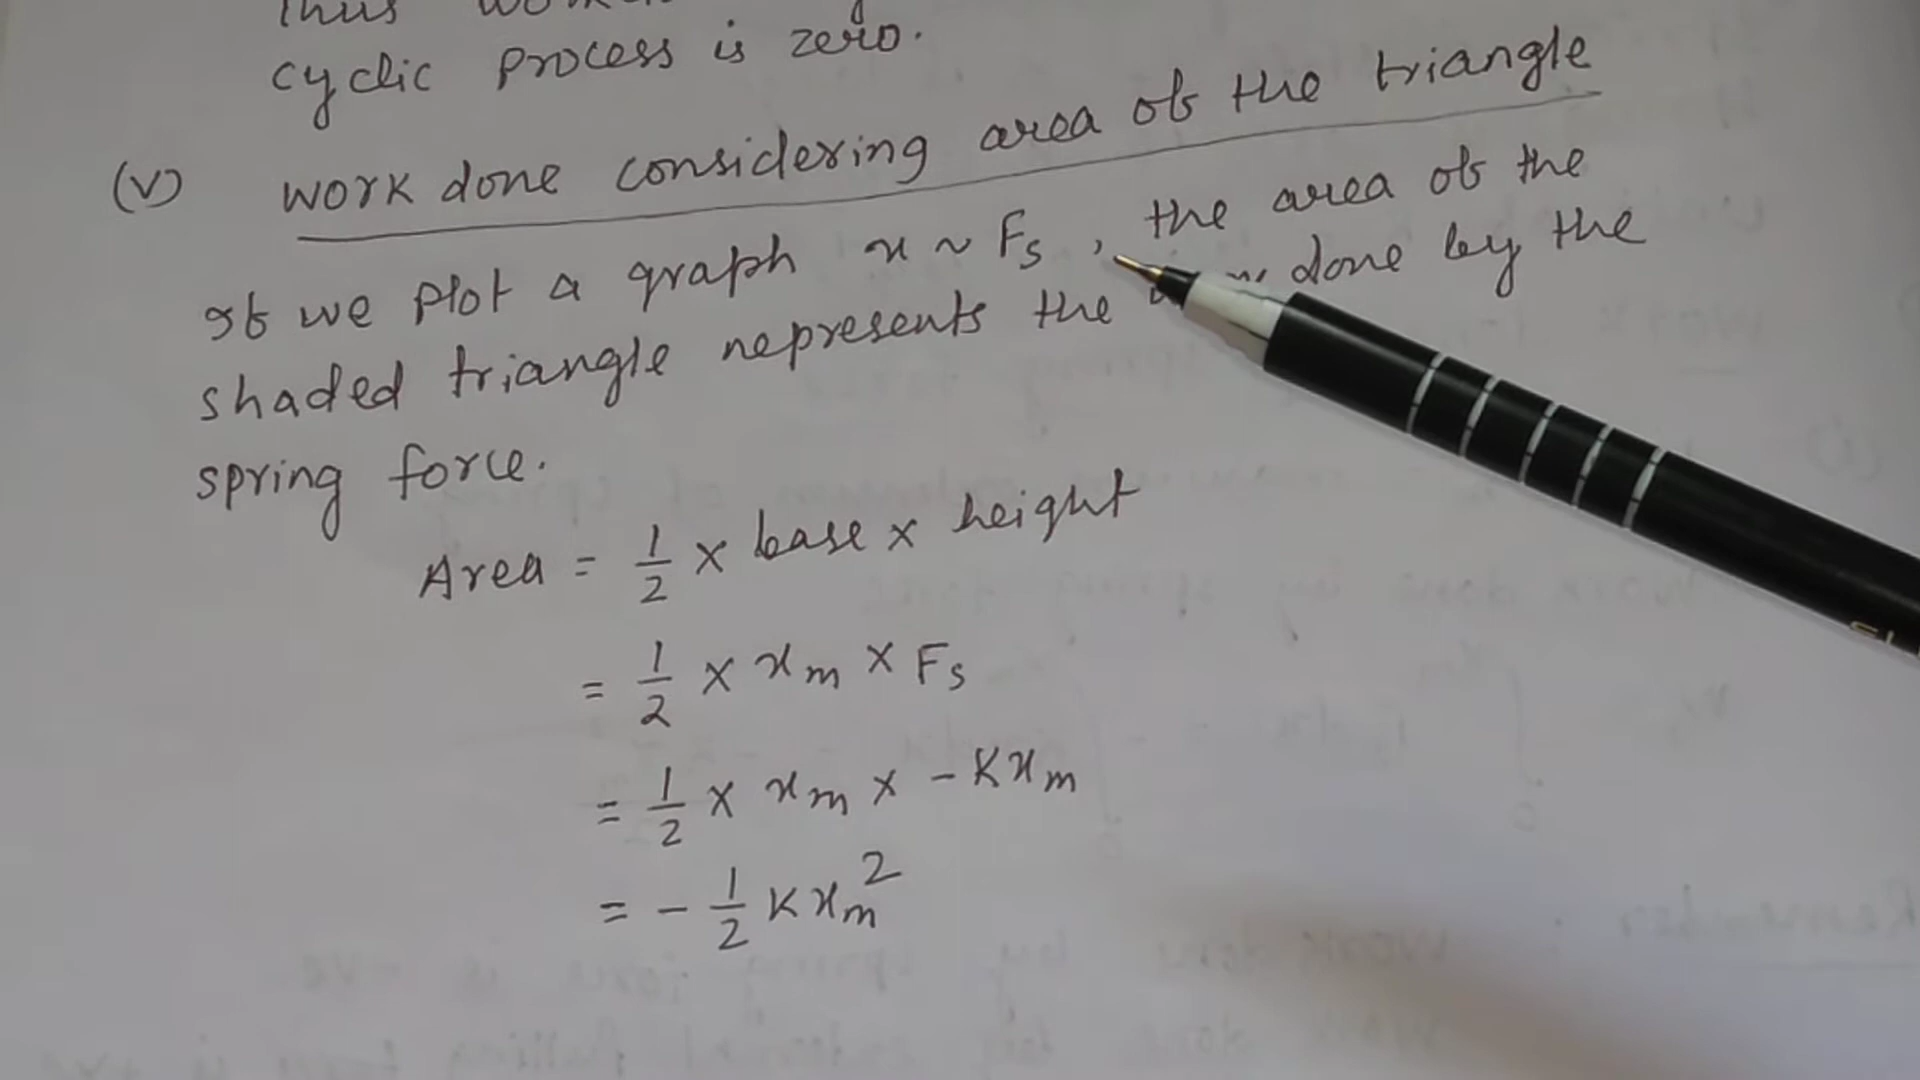 Thus
cyclic process is zero.
(v) work done considering area of the triangle
If we plot a graph x ~ Fs, the area of the
shaded triangle represents the done by the
spring force.
Area = 1/2 × base × height
= 1/2 × xm × Fs
= 1/2 × xm × - Kxm
= - 1/2 Kxm²